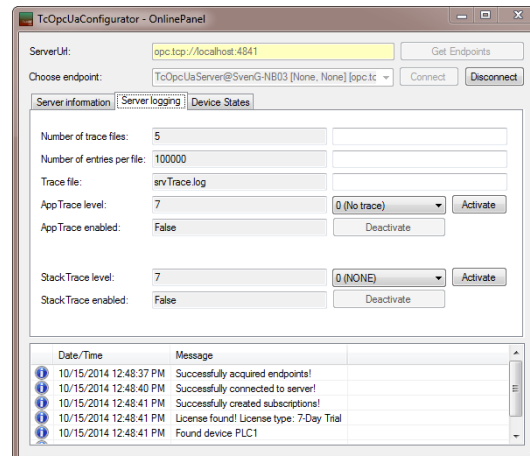 TcOpcUaConfigurator - OnlinePanel
ServerUrl: opc.tcp://localhost:4841 Get Endpoints
Choose endpoint: TcOpcUaServer@SvenG-NB03 [None, None] [opc.tc Connect Disconnect
Server information Server logging Device States
Number of trace files: 5
Number of entries per file: 100000
Trace file: srvTrace.log
AppTrace level: 7 0 (No trace) Activate
AppTrace enabled: False Deactivate
StackTrace level: 7 0 (NONE) Activate
StackTrace enabled: False Deactivate
Date/Time Message
10/15/2014 12:48:37 PM Successfully acquired endpoints!
10/15/2014 12:48:40 PM Successfully connected to server!
10/15/2014 12:48:41 PM Successfully created subscriptions!
10/15/2014 12:48:41 PM License found! License type: 7-Day Trial
10/15/2014 12:48:41 PM Found device PLC1